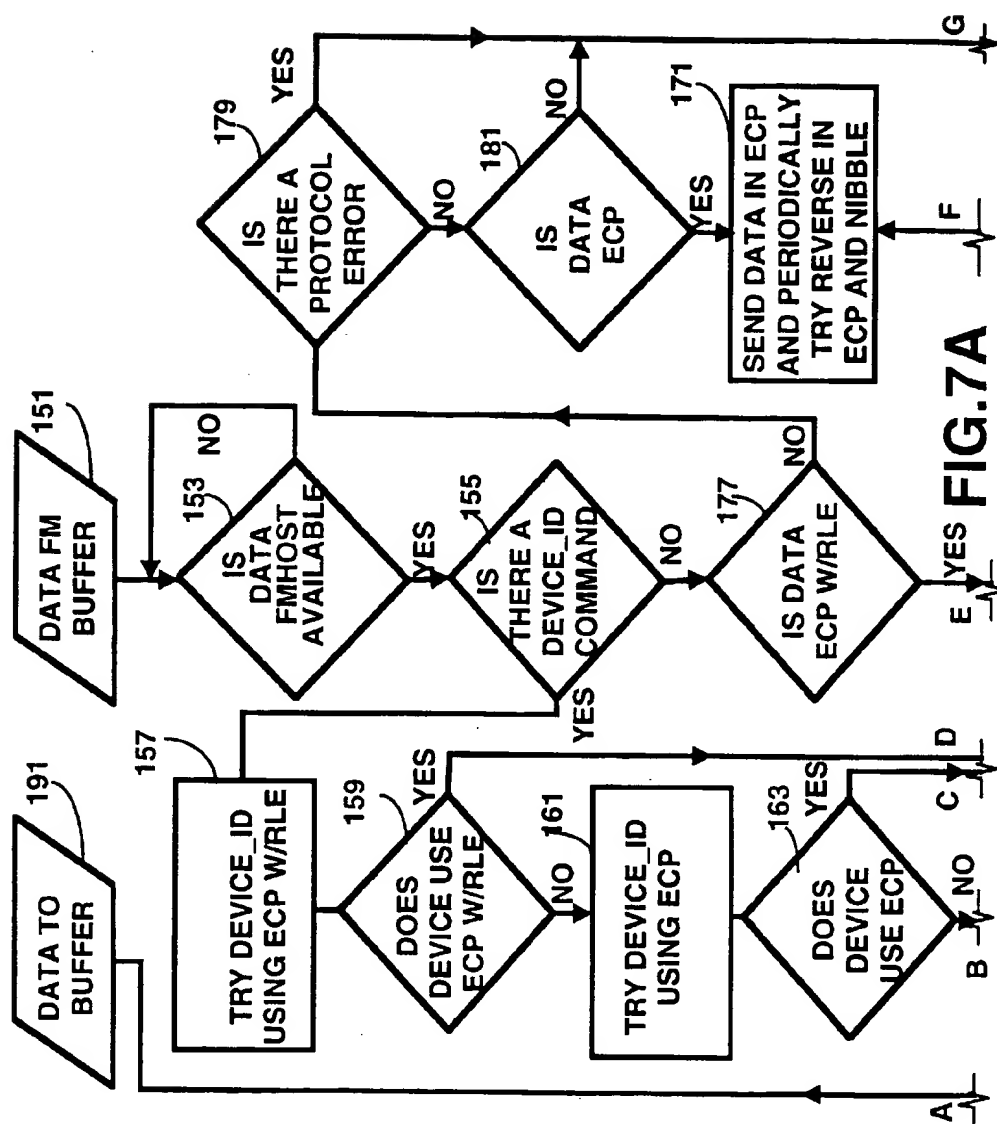 191
DATA TO
BUFFER
151
DATA FM
BUFFER
153
IS
DATA
FMHOST
AVAILABLE
NO
YES
155
IS
THERE A
DEVICE_ID
COMMAND
YES
NO
157
TRY DEVICE_ID
USING ECP W/RLE
159
DOES
DEVICE USE
ECP W/RLE
YES
NO
161
TRY DEVICE_ID
USING ECP
163
DOES
DEVICE
USE ECP
YES
NO
177
IS DATA
ECP W/RLE
NO
YES
179
IS
THERE A
PROTOCOL
ERROR
YES
NO
181
IS
DATA
ECP
NO
YES
171
SEND DATA IN ECP
AND PERIODICALLY
TRY REVERSE IN
ECP AND NIBBLE
A
B
C
D
E
F
G
FIG.7A